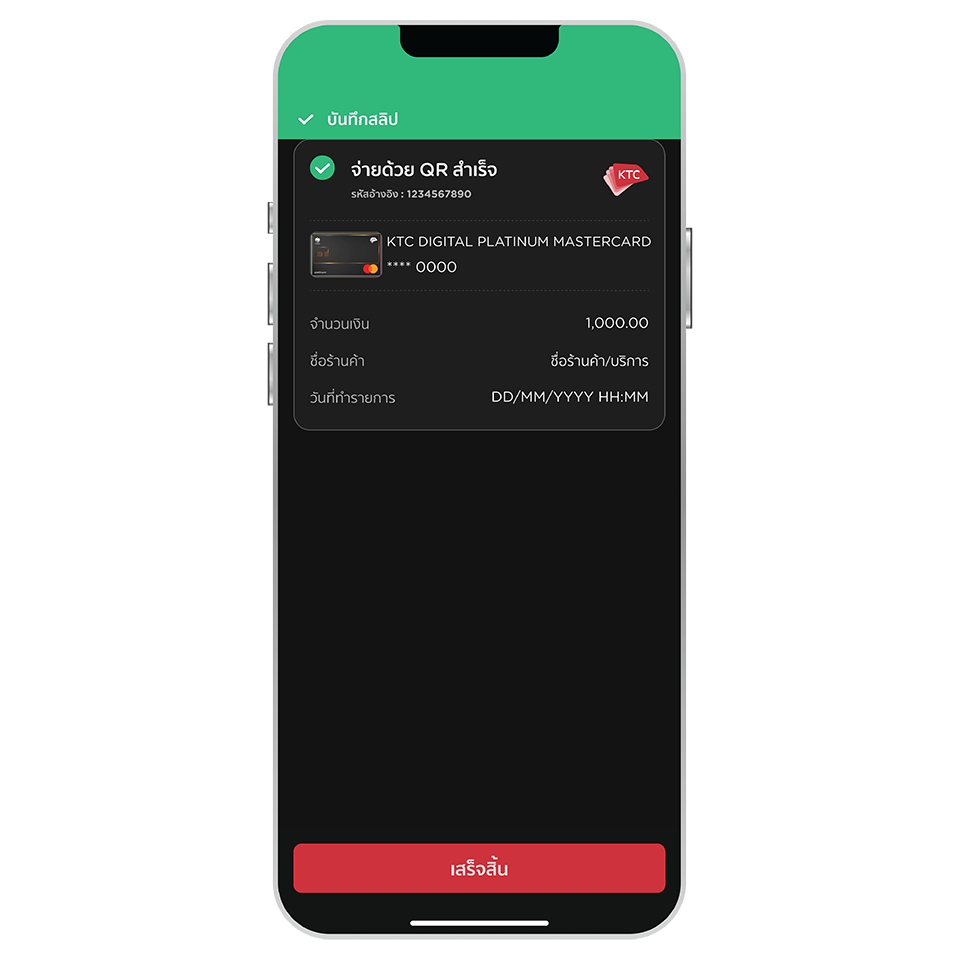 บันทึกสลิป
จ่ายด้วย QR สำเร็จ
KTC
รหัสอ้างอิง : 1234567890
KTC DIGITAL PLATINUM MASTERCARD
**** 0000
จำนวนเงิน 1,000.00
ชื่อร้านค้า ชื่อร้านค้า/บริการ
วันที่ทำรายการ DD/MM/YYYY HH:MM
เสร็จสิ้น